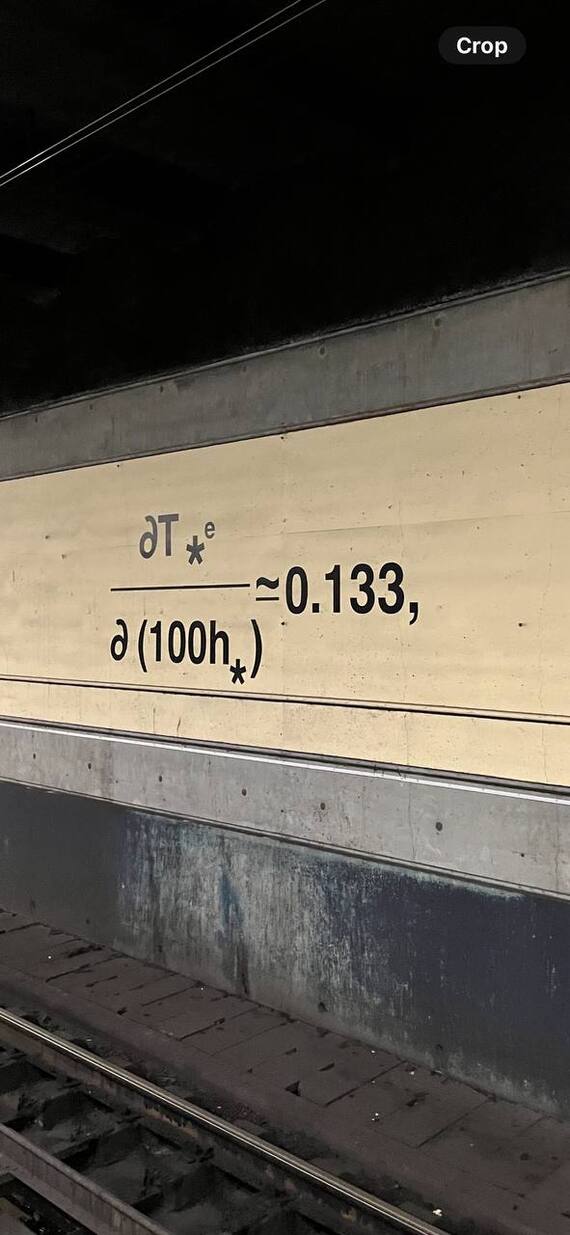 Crop
∂T*ᵉ
≃0.133,
∂(100h*)